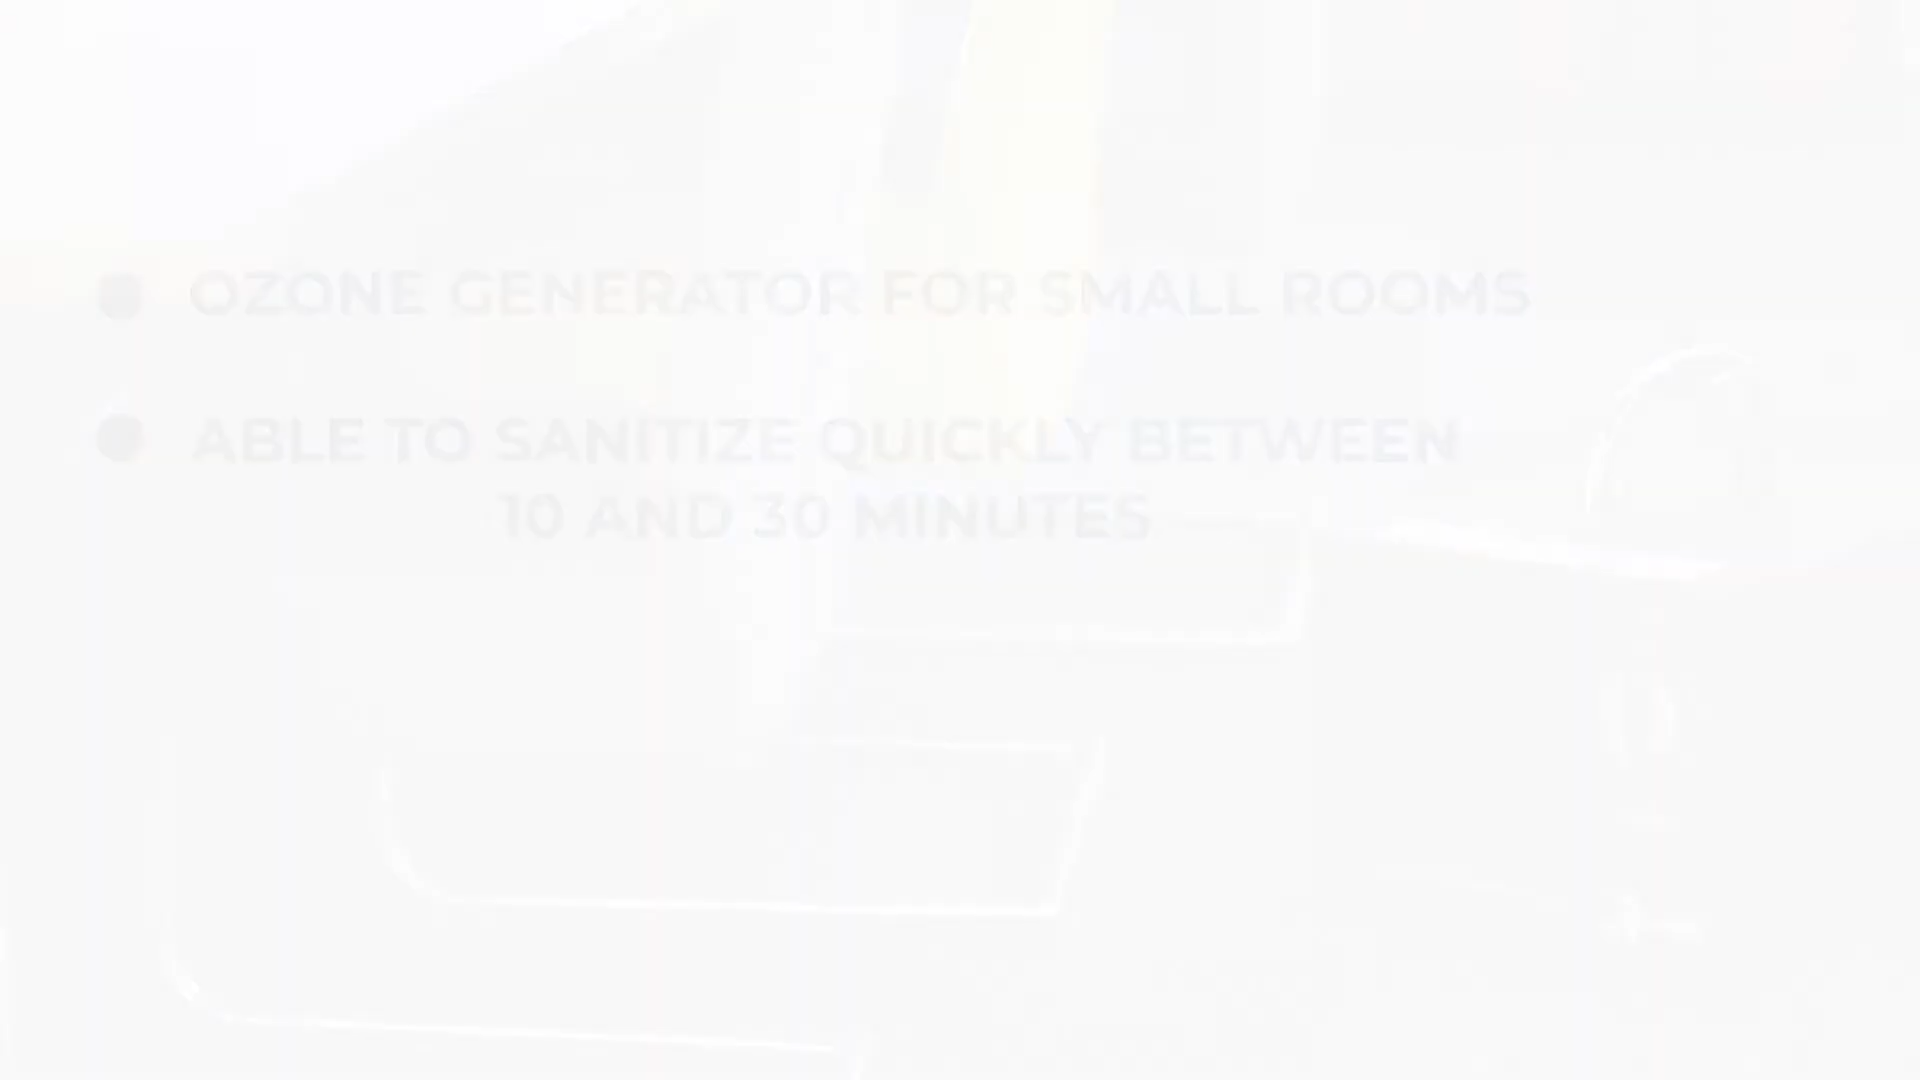 ● OZONE GENERATOR FOR SMALL ROOMS
● ABLE TO SANITIZE QUICKLY BETWEEN
10 AND 30 MINUTES